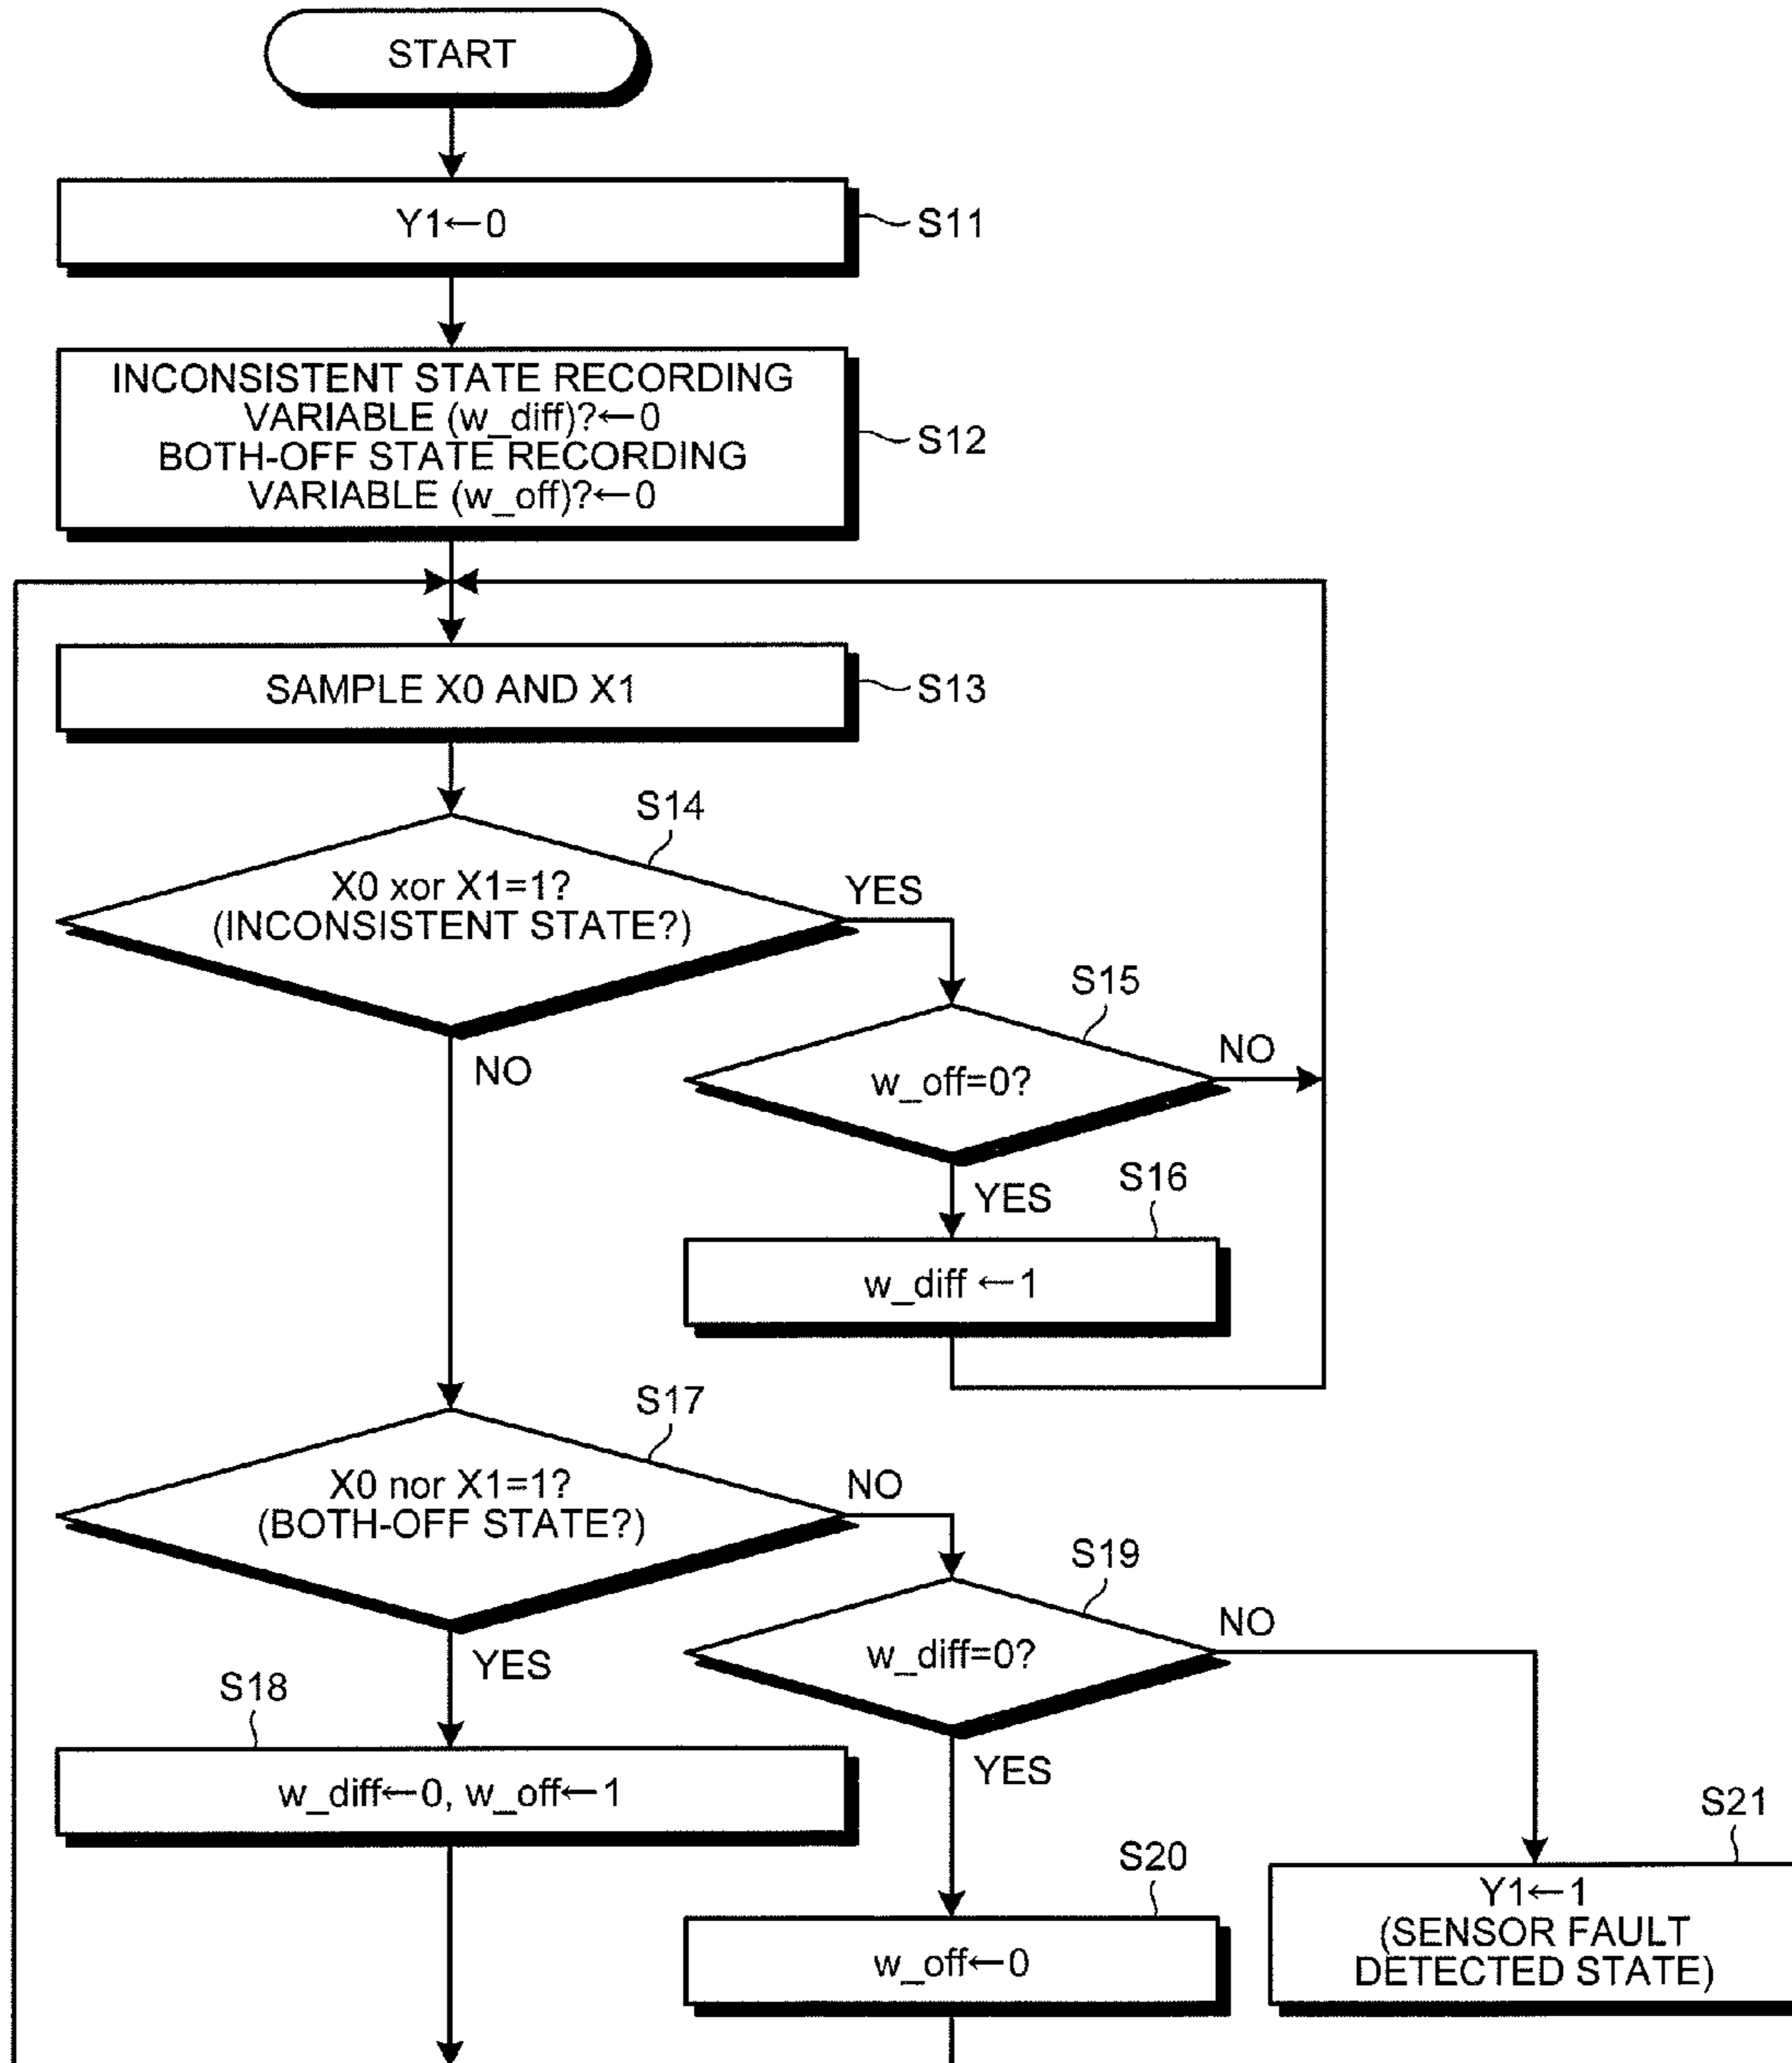 START
Y1←0
S11
INCONSISTENT STATE RECORDING
VARIABLE (w_diff)?←0
BOTH-OFF STATE RECORDING
VARIABLE (w_off)?←0
S12
SAMPLE X0 AND X1
S13
S14
X0 xor X1=1?
(INCONSISTENT STATE?)
YES
NO
S15
w_off=0?
NO
YES
S16
w_diff←1
S17
X0 nor X1=1?
(BOTH-OFF STATE?)
NO
YES
S19
w_diff=0?
NO
YES
S18
w_diff←0, w_off←1
S20
w_off←0
S21
Y1←1
(SENSOR FAULT
DETECTED STATE)